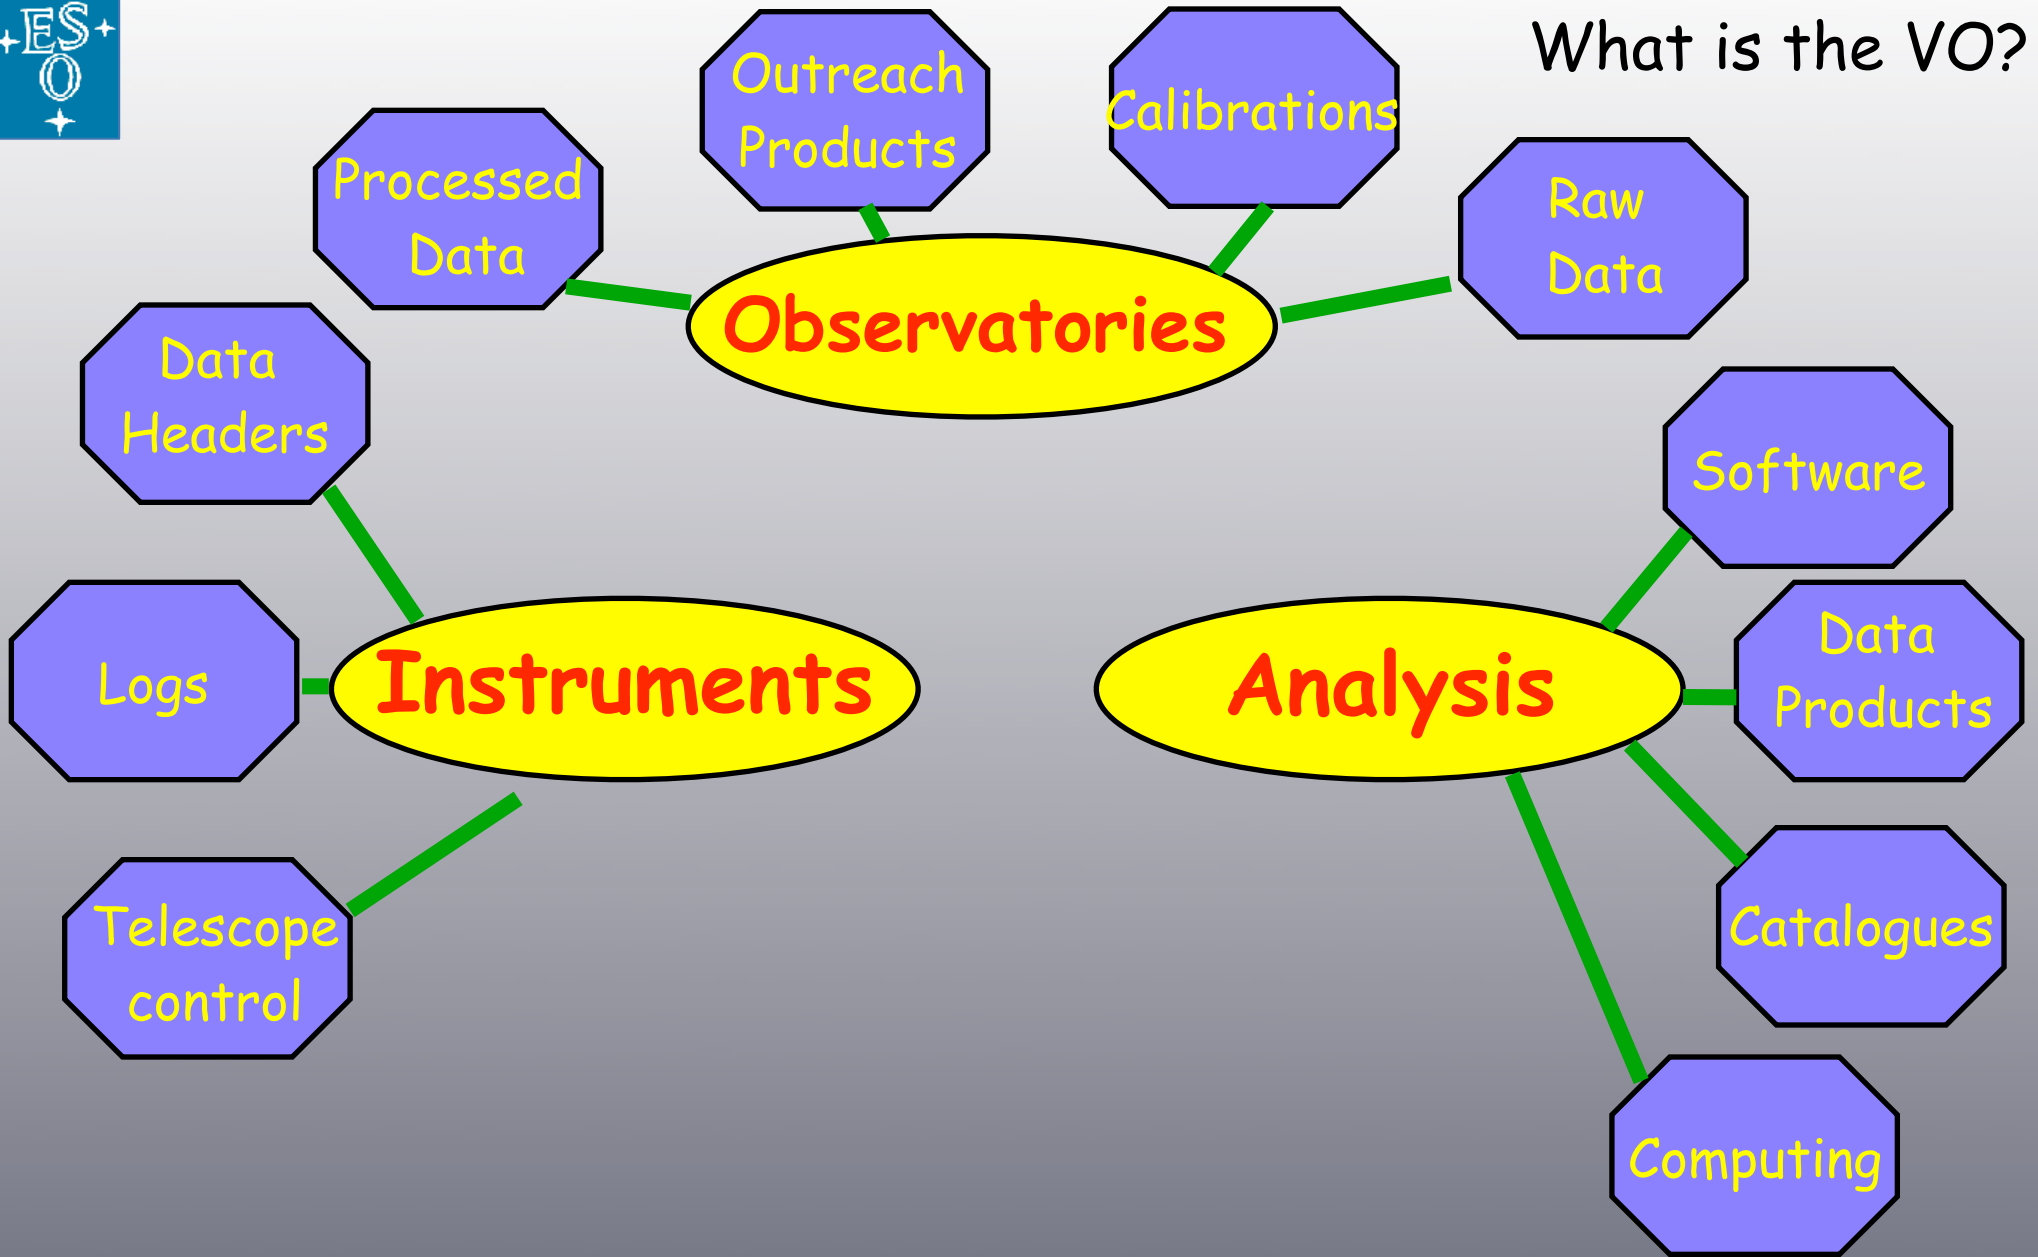 ES
O
What is the VO?
Outreach
Products
Calibrations
Processed
Data
Raw
Data
Observatories
Data
Headers
Software
Logs
Instruments
Analysis
Data
Products
Telescope
control
Catalogues
Computing